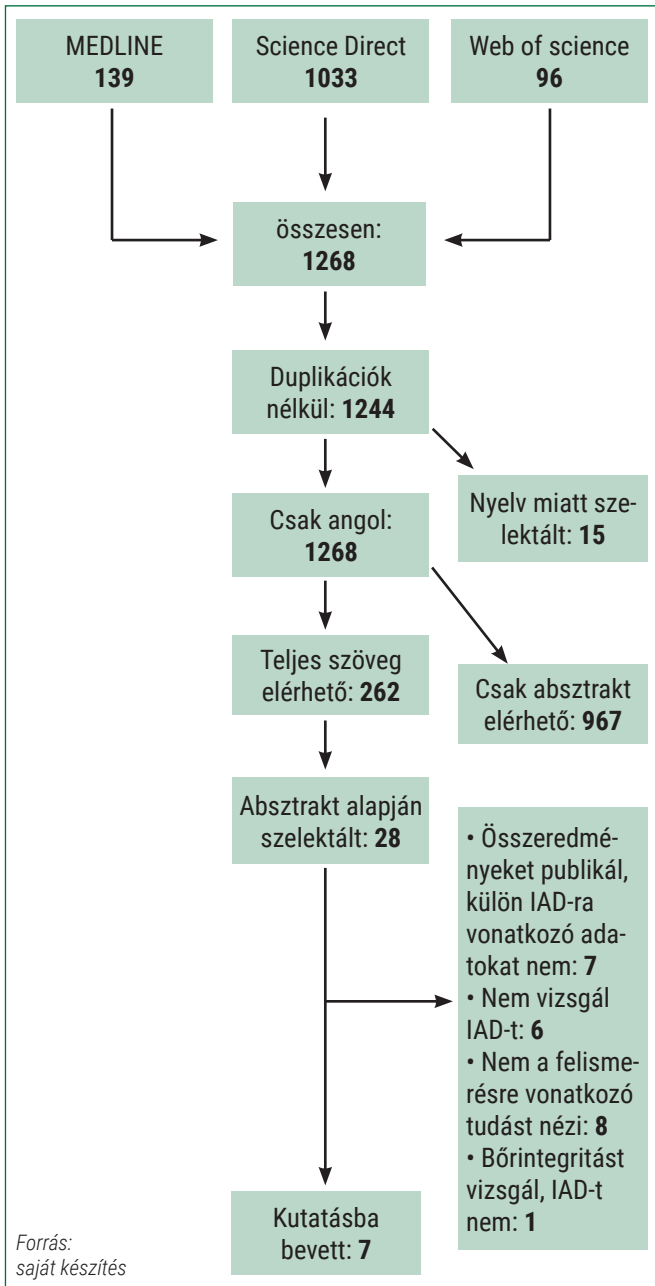 MEDLINE
139
Science Direct
1033
Web of science
96
összesen:
1268
Duplikációk
nélkül: 1244
Nyelv miatt sze-
lektált: 15
Csak angol:
1268
Teljes szöveg
elérhető: 262
Csak absztrakt
elérhető: 967
Absztrakt alapján
szelektált: 28
• Összeredmé-
nyeket publikál,
külön IAD-ra
vonatkozó ada-
tokat nem: 7
• Nem vizsgál
IAD-t: 6
• Nem a felisme-
résre vonatkozó
tudást nézi: 8
• Bőrintegritást
vizsgál, IAD-t
nem: 1
Kutatásba
bevett: 7
Forrás:
saját készítés